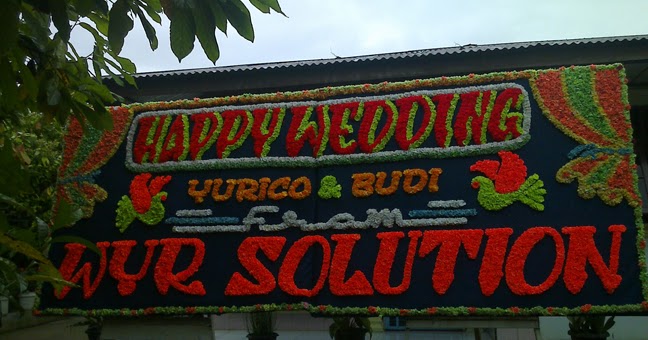 HAPPY WEDDING
YURICO & BUDI
From
WYR SOLUTION